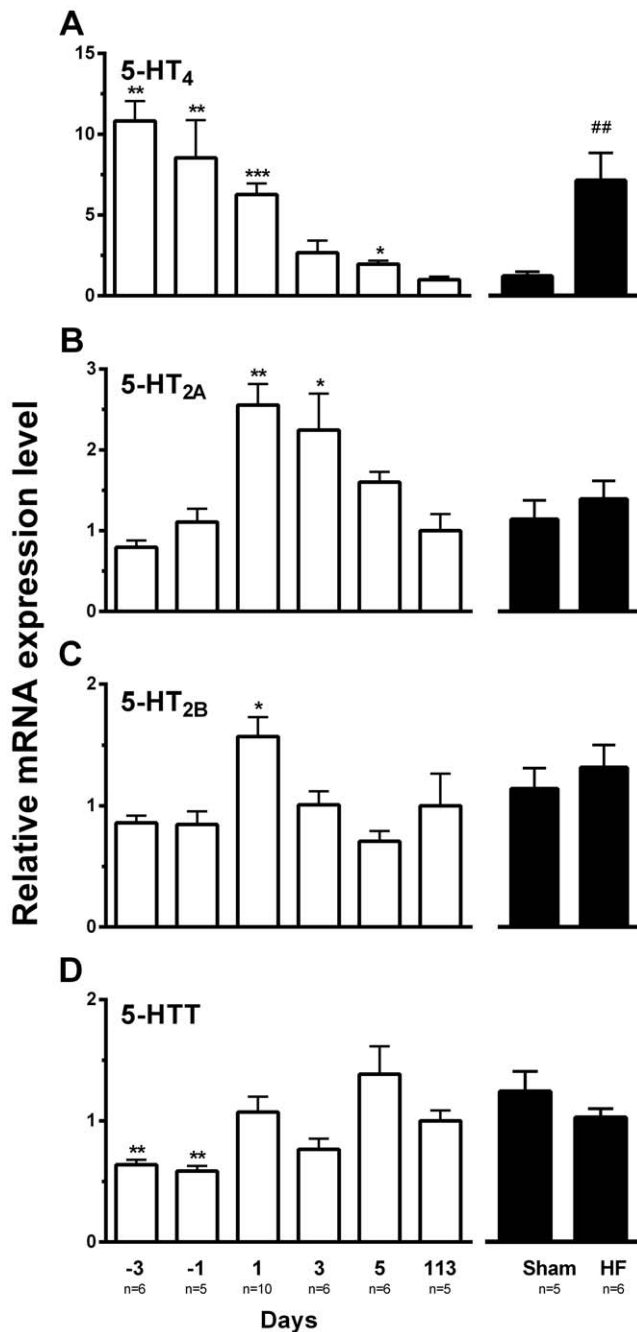 A
5-HT4
15
10
5
0
**
**
***
*
##
B
5-HT2A
3
2
1
0
**
*
C
5-HT2B
2
1
0
*
D
5-HTT
2
1
0
**
**
Relative mRNA expression level
-3 -1 1 3 5 113 Sham HF
n=6 n=5 n=10 n=6 n=6 n=5 n=5 n=6
Days